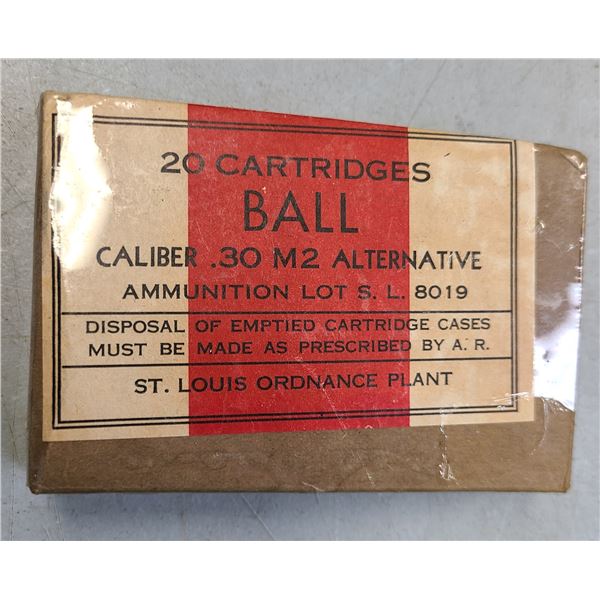 20 CARTRIDGES
BALL
CALIBER .30 M2 ALTERNATIVE
AMMUNITION LOT S. L. 8019
DISPOSAL OF EMPTIED CARTRIDGE CASES
MUST BE MADE AS PRESCRIBED BY A. R.
ST. LOUIS ORDNANCE PLANT